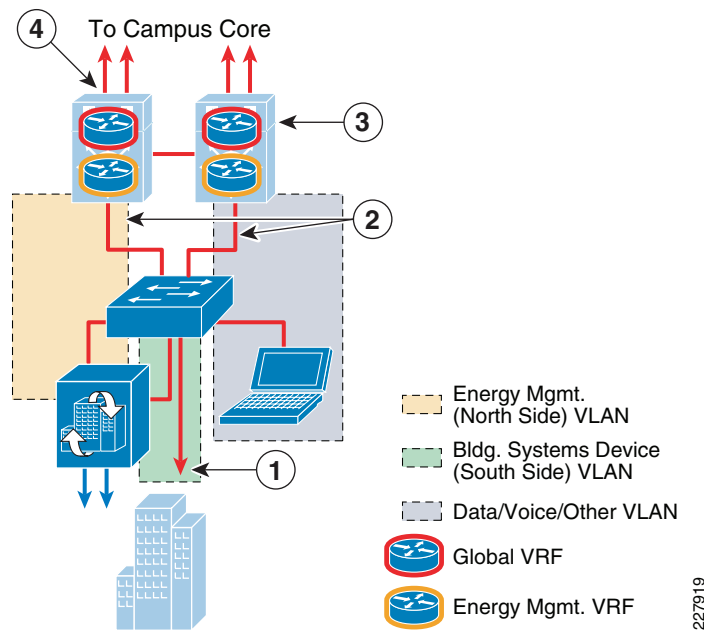 To Campus Core
4
3
2
1
Energy Mgmt.
(North Side) VLAN
Bldg. Systems Device
(South Side) VLAN
Data/Voice/Other VLAN
Global VRF
Energy Mgmt. VRF
227919